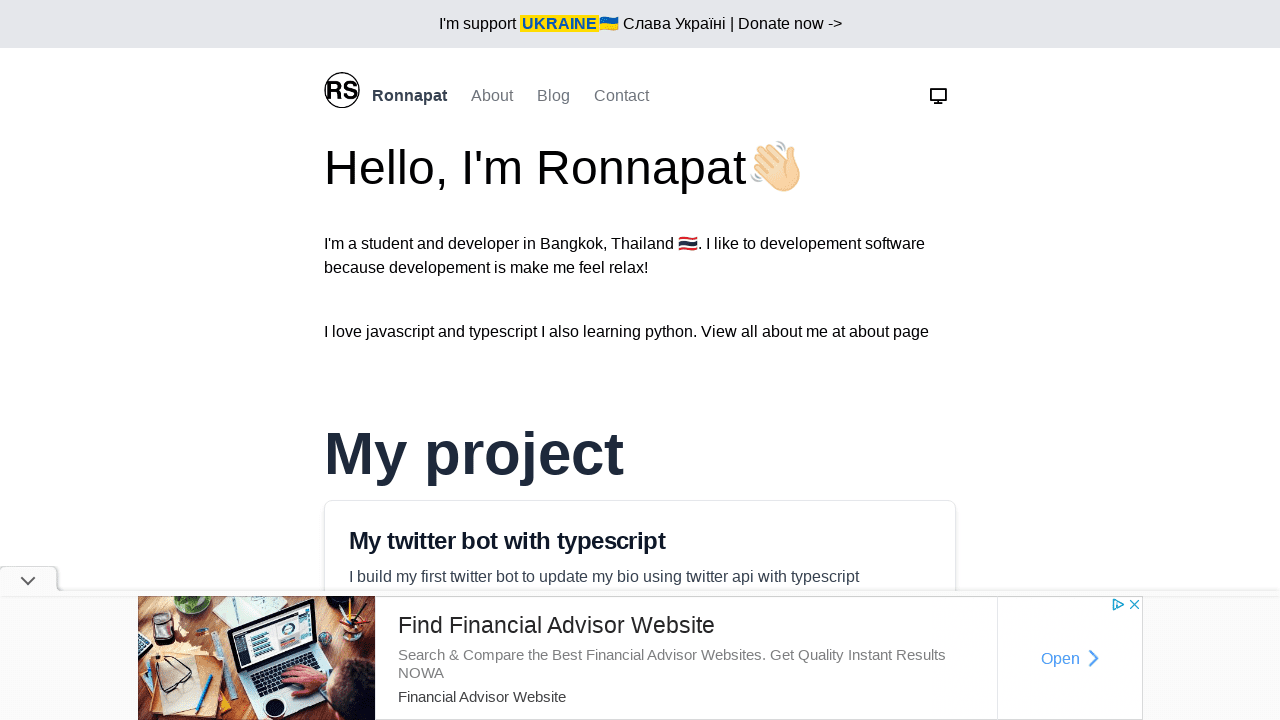 I'm support UKRAINE🇺🇦 Слава Україні | Donate now ->
RS Ronnapat About Blog Contact
Hello, I'm Ronnapat👋🏻
I'm a student and developer in Bangkok, Thailand 🇹🇭. I like to developement software
because developement is make me feel relax!
I love javascript and typescript I also learning python. View all about me at about page
My project
My twitter bot with typescript
I build my first twitter bot to update my bio using twitter api with typescript
Find Financial Advisor Website
Search & Compare the Best Financial Advisor Websites. Get Quality Instant Results
NOWA
Financial Advisor Website
Open